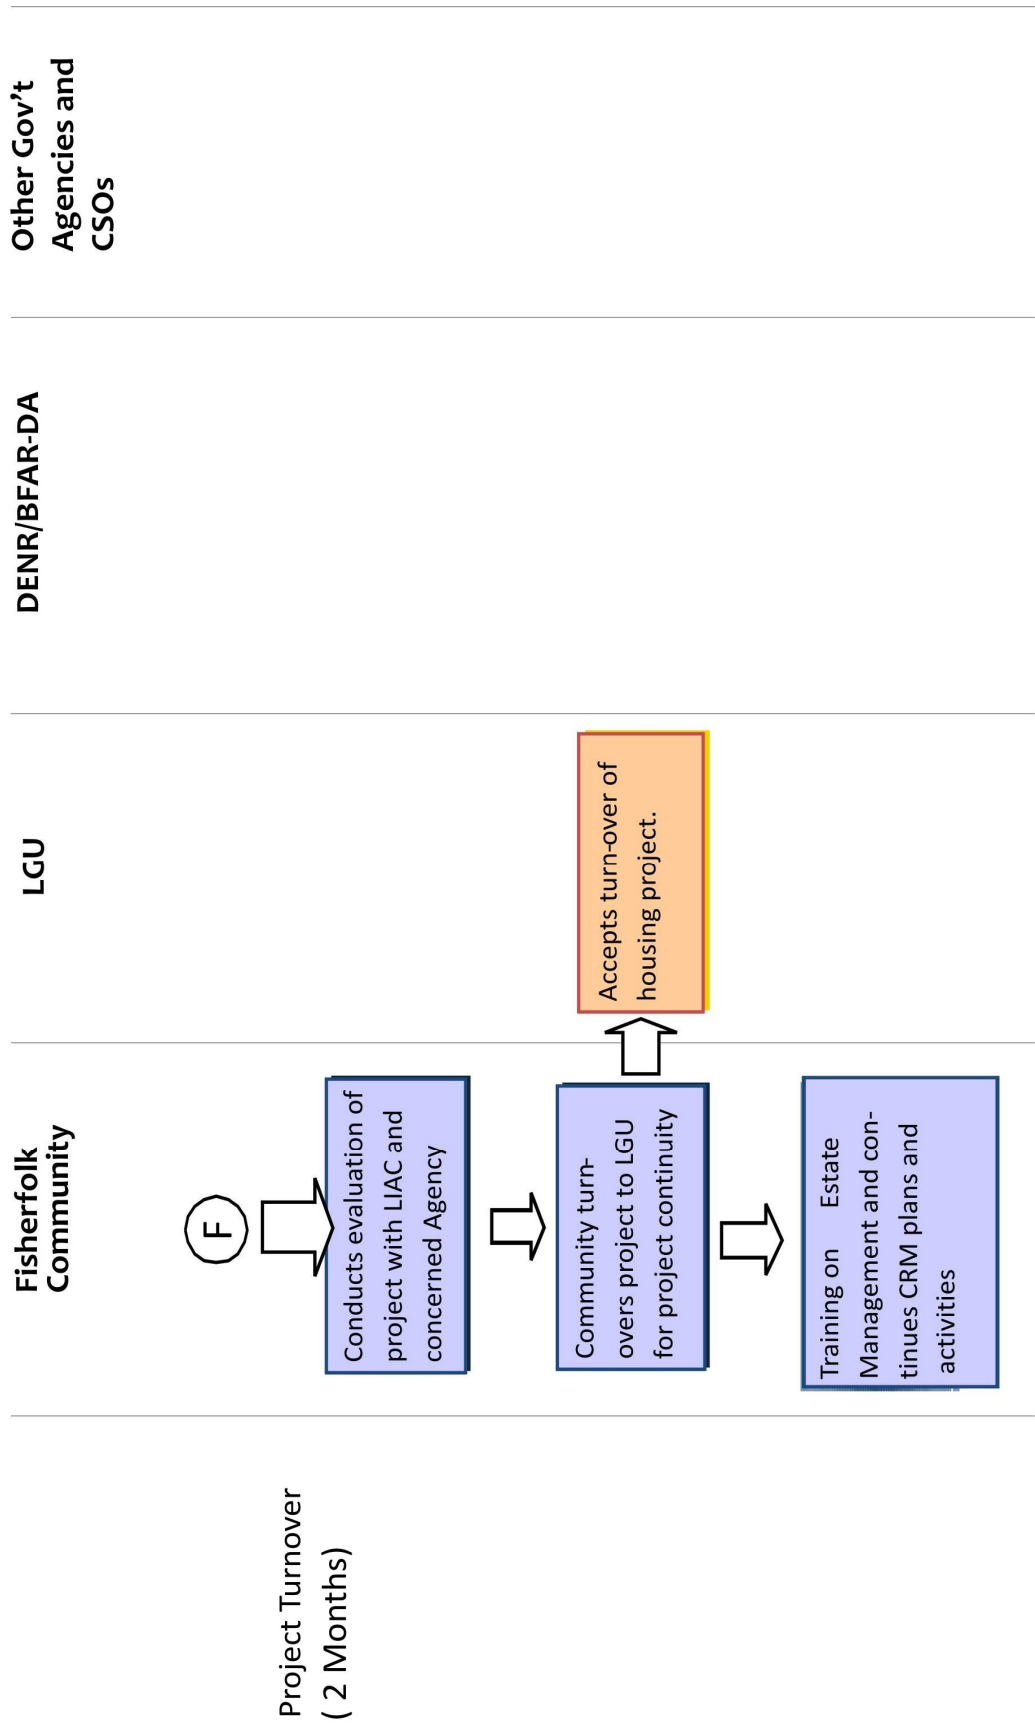 Fisherfolk
Community
LGU
DENR/BFAR-DA
Other Gov't
Agencies and
CSOs
Project Turnover
( 2 Months)
F
Conducts evaluation of
project with LIAC and
concerned Agency
Community turn-
overs project to LGU
for project continuity
Accepts turn-over of
housing project.
Training on Estate
Management and con-
tinues CRM plans and
activities